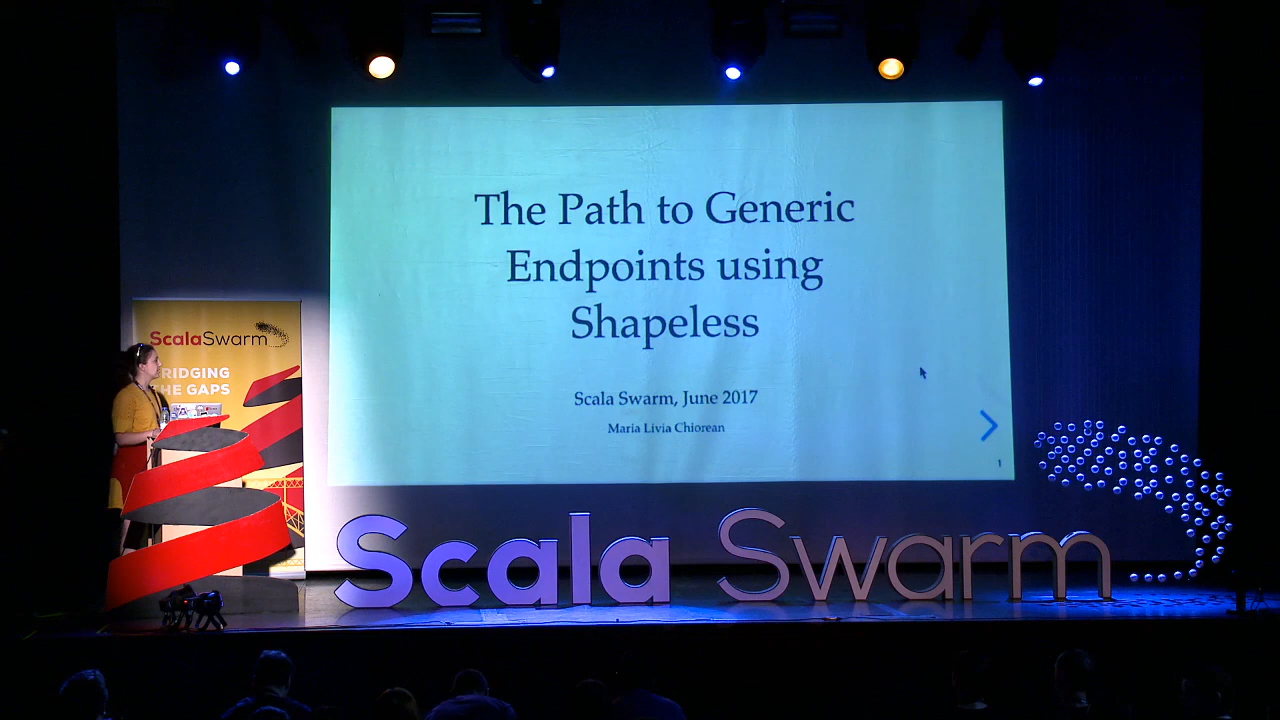 The Path to Generic
Endpoints using
Shapeless
Scala Swarm, June 2017
Maria Livia Chiorean
1
ScalaSwarm
RIDGING
HE GAPS
Scala Swarm